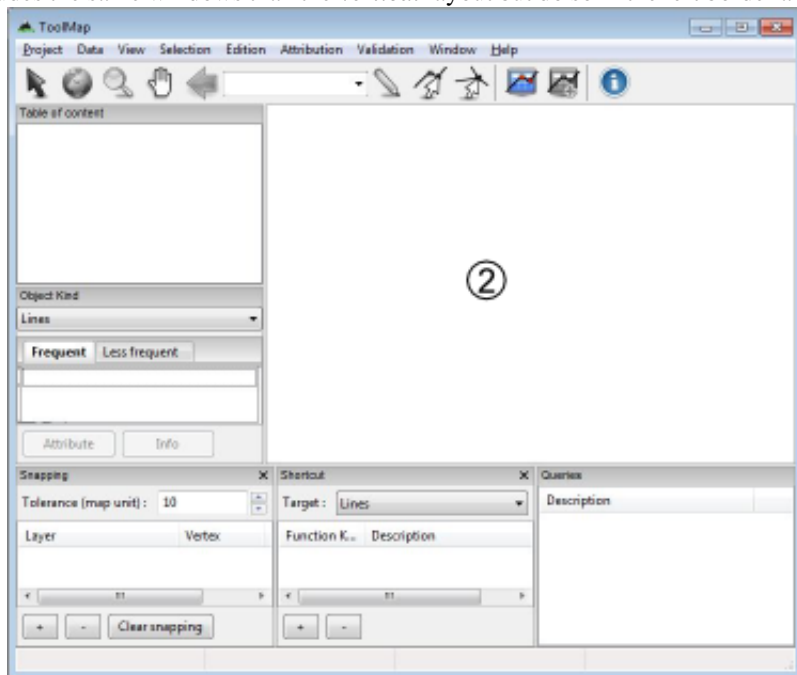 ToolMap
Project Data View Selection Edition Attribution Validation Window Help
Table of content
②
Object Kind
Lines
Frequent Less frequent
Attribute Info
Snapping x Shortcut x Queries
Tolerance (map unit) : 10 Target : Lines Description
Layer Vertex Function K... Description
+ - Clear snapping + -